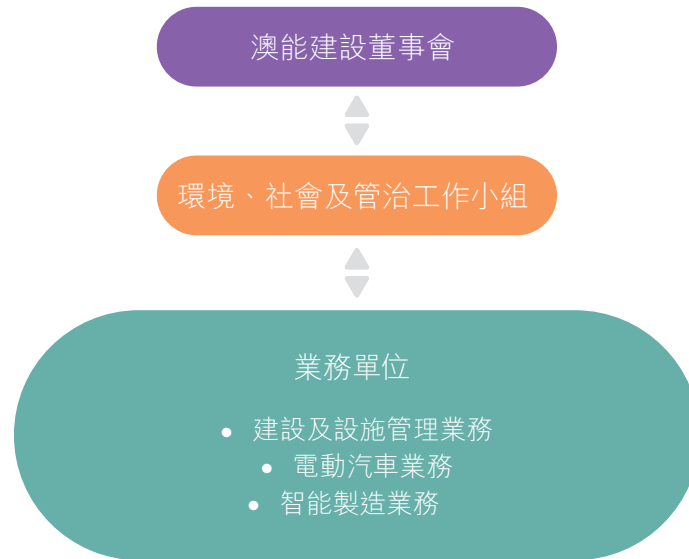 澳能建設董事會
環境、社會及管治工作小組
業務單位
• 建設及設施管理業務
• 電動汽車業務
• 智能製造業務